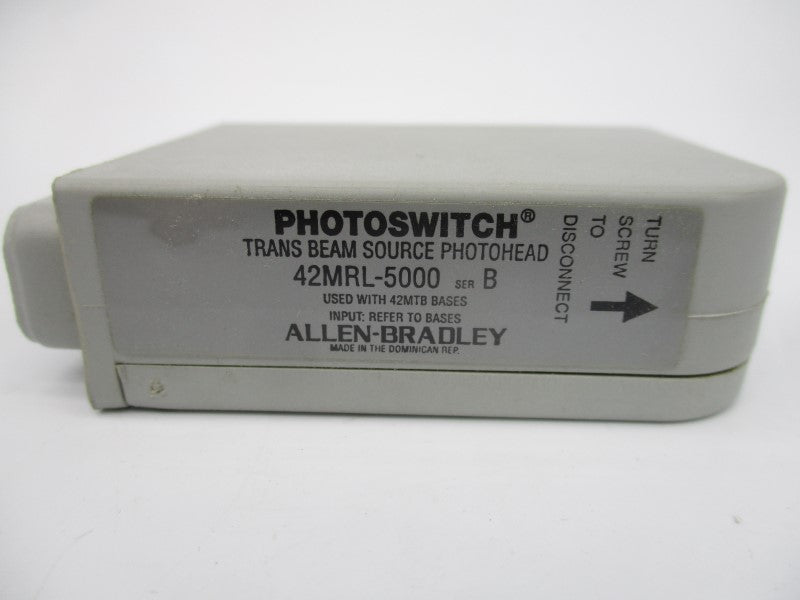 PHOTOSWITCH®
TRANS BEAM SOURCE PHOTOHEAD
42MRL-5000 SER B
USED WITH 42MTB BASES
INPUT: REFER TO BASES
ALLEN-BRADLEY
MADE IN THE DOMINICAN REP.
TURN
SCREW
TO
DISCONNECT